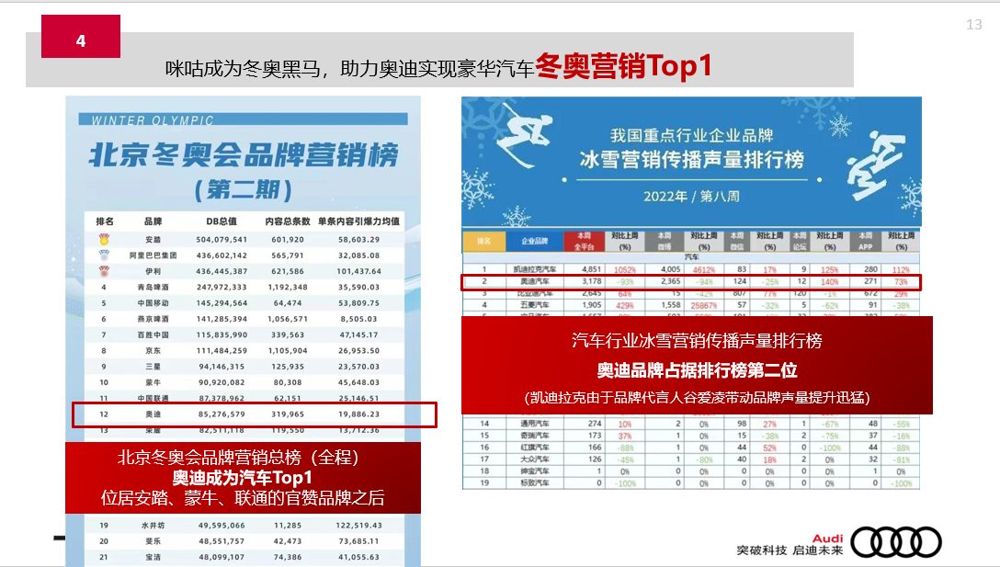 13
4
咪咕成为冬奥黑马，助力奥迪实现豪华汽车冬奥营销Top1
WINTER OLYMPIC
北京冬奥会品牌营销榜
(第二期)
排名 品牌 DB总值 内容总条数 单条内容引爆力均值
安踏 504,079,541 601,920 58,603.29
阿里巴巴集团 436,602,142 565,791 32,085.08
伊利 436,445,387 621,586 101,437.64
4 青岛啤酒 247,972,333 1,192,348 35,590.03
5 中国移动 145,294,564 64,474 53,809.75
6 燕京啤酒 141,285,394 1,056,571 8,505.03
7 百胜中国 115,835,990 339,563 47,145.17
8 京东 111,484,259 1,105,904 26,953.50
9 三星 94,146,315 125,935 23,570.03
10 蒙牛 90,920,082 80,308 45,648.03
11 中国联通 87,378,962 62,151 25,146.51
12 奥迪 85,276,579 319,965 19,886.23
13 荣耀 82,511,118 119,550 13,712.36
北京冬奥会品牌营销总榜（全程）
奥迪成为汽车Top1
位居安踏、蒙牛、联通的官赞品牌之后
19 水井坊 49,595,066 11,285 122,519.43
20 斐乐 48,551,757 42,473 73,685.11
21 宝洁 48,099,107 74,386 41,055.63
我国重点行业企业品牌
冰雪营销传播声量排行榜
2022年 / 第八周
排名 企业品牌 本周全平台 对比上周(%) 本周微博 对比上周(%) 本周微信 对比上周(%) 本周论坛 对比上周(%) 本周APP 对比上周(%)
汽车
1 凯迪拉克汽车 4,851 1052% 4,005 4612% 83 17% 9 125% 280 112%
2 奥迪汽车 3,178 -93% 2,365 -94% 124 -25% 12 140% 271 73%
3 比亚迪汽车 2,645 64% 15 -42% 807 77% 120 -1% 672 29%
4 五菱汽车 1,905 429% 1,558 25867% 57 -32% 5 -62% 91 -38%
汽车行业冰雪营销传播声量排行榜
奥迪品牌占据排行榜第二位
(凯迪拉克由于品牌代言人谷爱凌带动品牌声量提升迅猛)
14 通用汽车 274 10% 2 0% 98 27% 1 -67% 48 -55%
15 奇瑞汽车 173 37% 1 0% 15 -38% 2 -75% 37 -16%
16 红旗汽车 166 -88% 1 0% 44 52% 0 -100% 44 -88%
17 大众汽车 126 -45% 1 -80% 40 18% 2 0% 32 -81%
18 绅宝汽车 1 0% 0 0% 0 0% 0 0% 1 0%
19 标致汽车 0 -100% 0 0% 0 0% 0 0% 0 -100%
Audi
突破科技 启迪未来